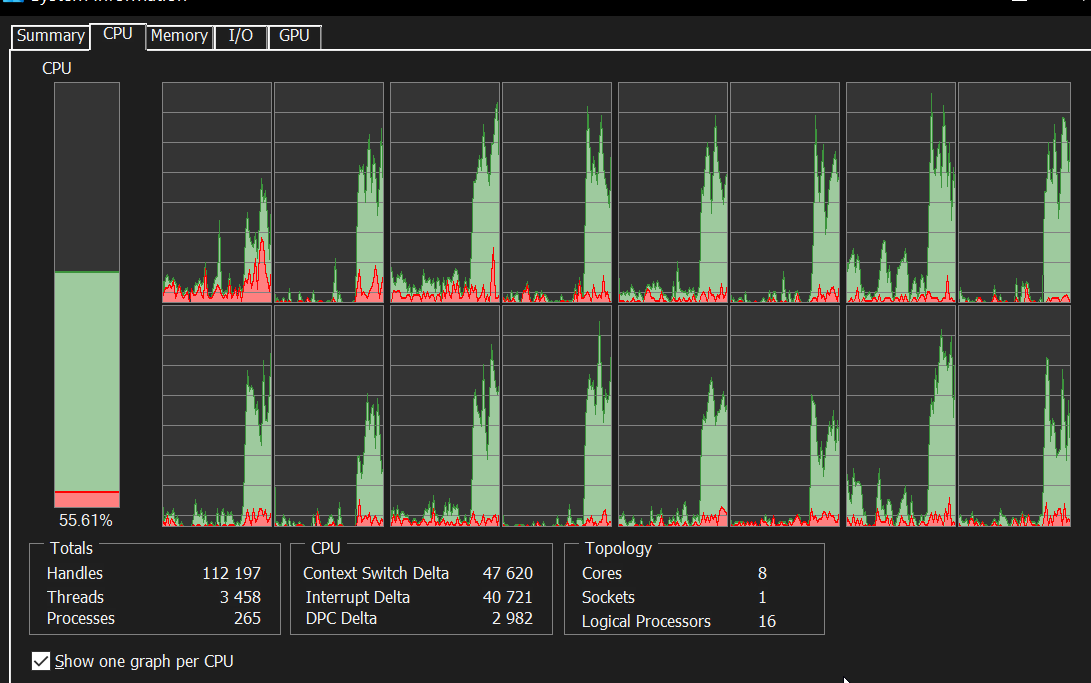 System Information
Summary CPU Memory I/O GPU
CPU
55.61%
Totals
Handles 112 197
Threads 3 458
Processes 265
CPU
Context Switch Delta 47 620
Interrupt Delta 40 721
DPC Delta 2 982
Topology
Cores 8
Sockets 1
Logical Processors 16
Show one graph per CPU